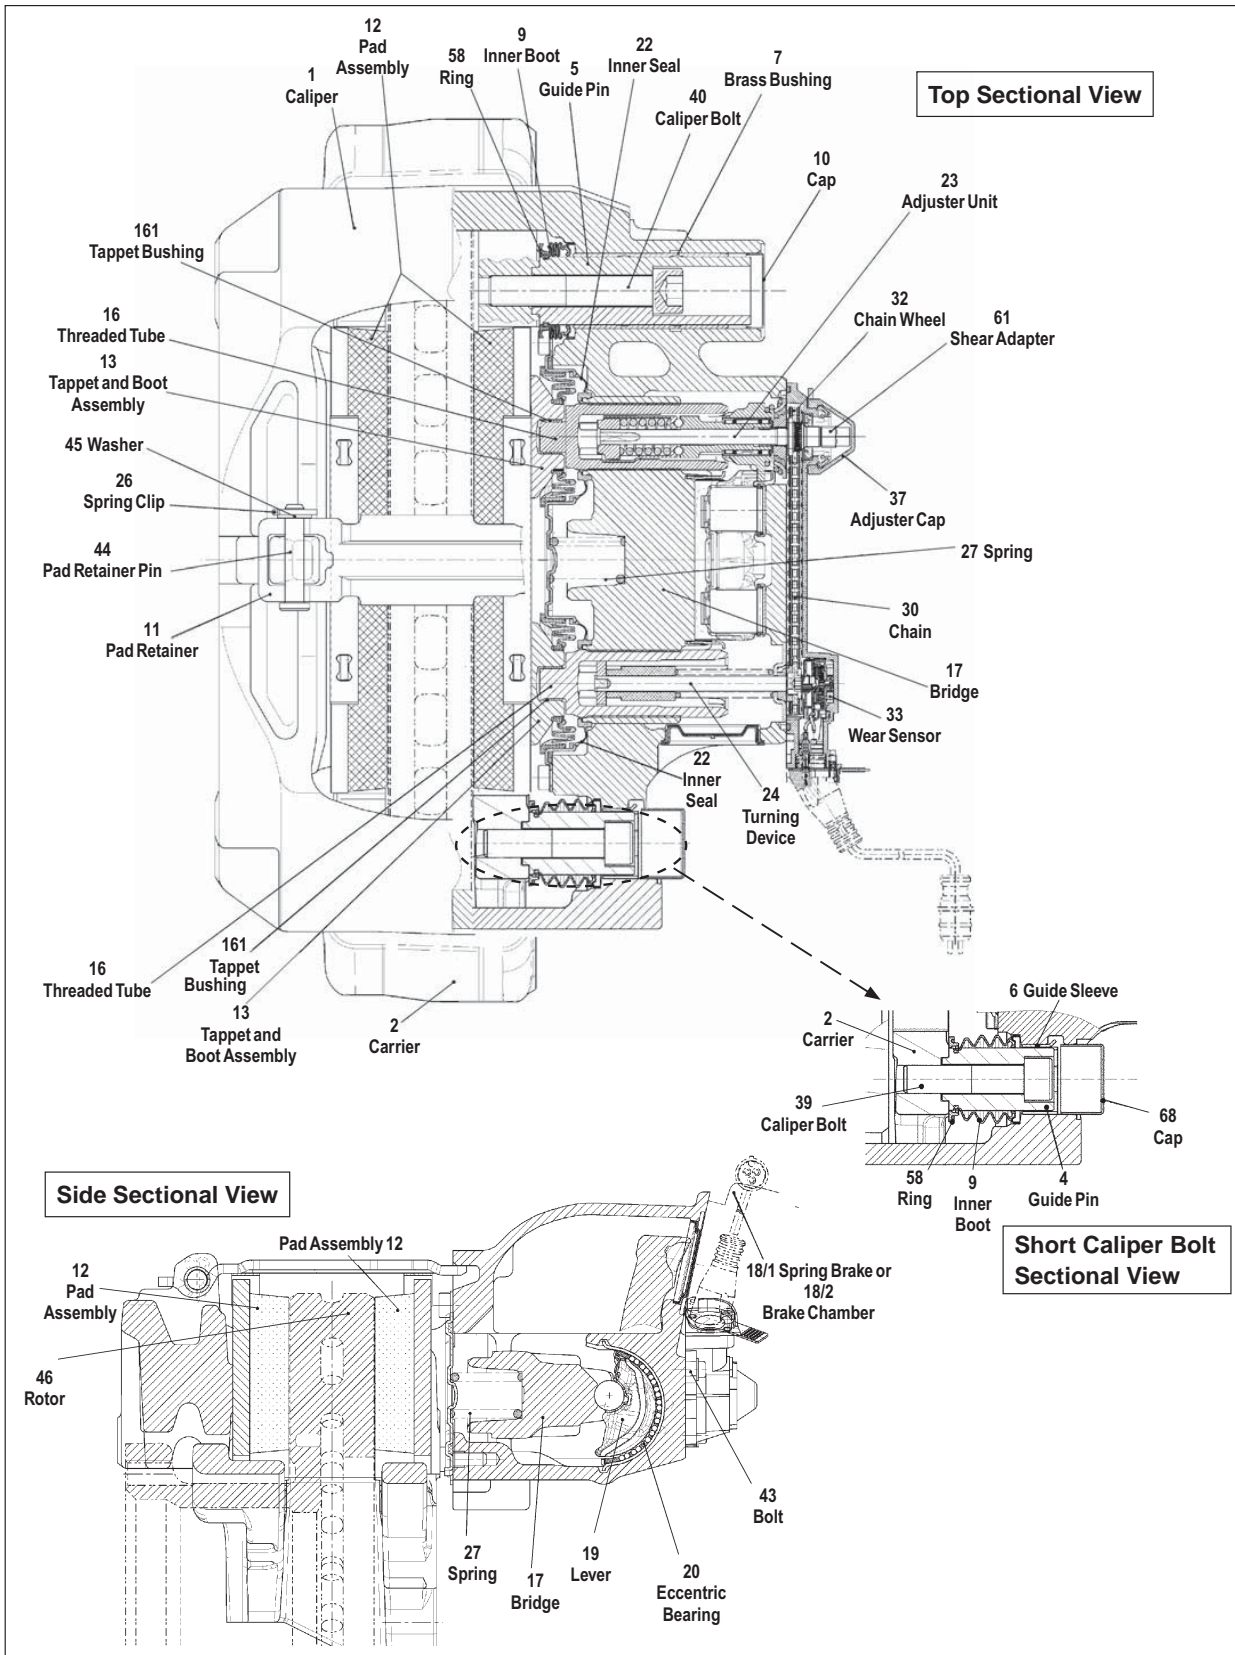 12
Pad
Assembly
9
Inner Boot
22
Inner Seal
7
Brass Bushing
58
Ring
5
Guide Pin
1
Caliper
40
Caliper Bolt
Top Sectional View
10
Cap
23
Adjuster Unit
161
Tappet Bushing
32
Chain Wheel
61
Shear Adapter
16
Threaded Tube
13
Tappet and Boot
Assembly
45 Washer
26
Spring Clip
37
Adjuster Cap
44
Pad Retainer Pin
27 Spring
30
Chain
11
Pad Retainer
17
Bridge
33
Wear Sensor
22
Inner
Seal
24
Turning
Device
16
Threaded Tube
161
Tappet
Bushing
13
Tappet and
Boot Assembly
2
Carrier
6 Guide Sleeve
2
Carrier
39
Caliper Bolt
68
Cap
58
Ring
9
Inner
Boot
4
Guide Pin
Short Caliper Bolt
Sectional View
Side Sectional View
Pad Assembly 12
12
Pad
Assembly
18/1 Spring Brake or
18/2
Brake Chamber
46
Rotor
43
Bolt
27
Spring
17
Bridge
19
Lever
20
Eccentric
Bearing